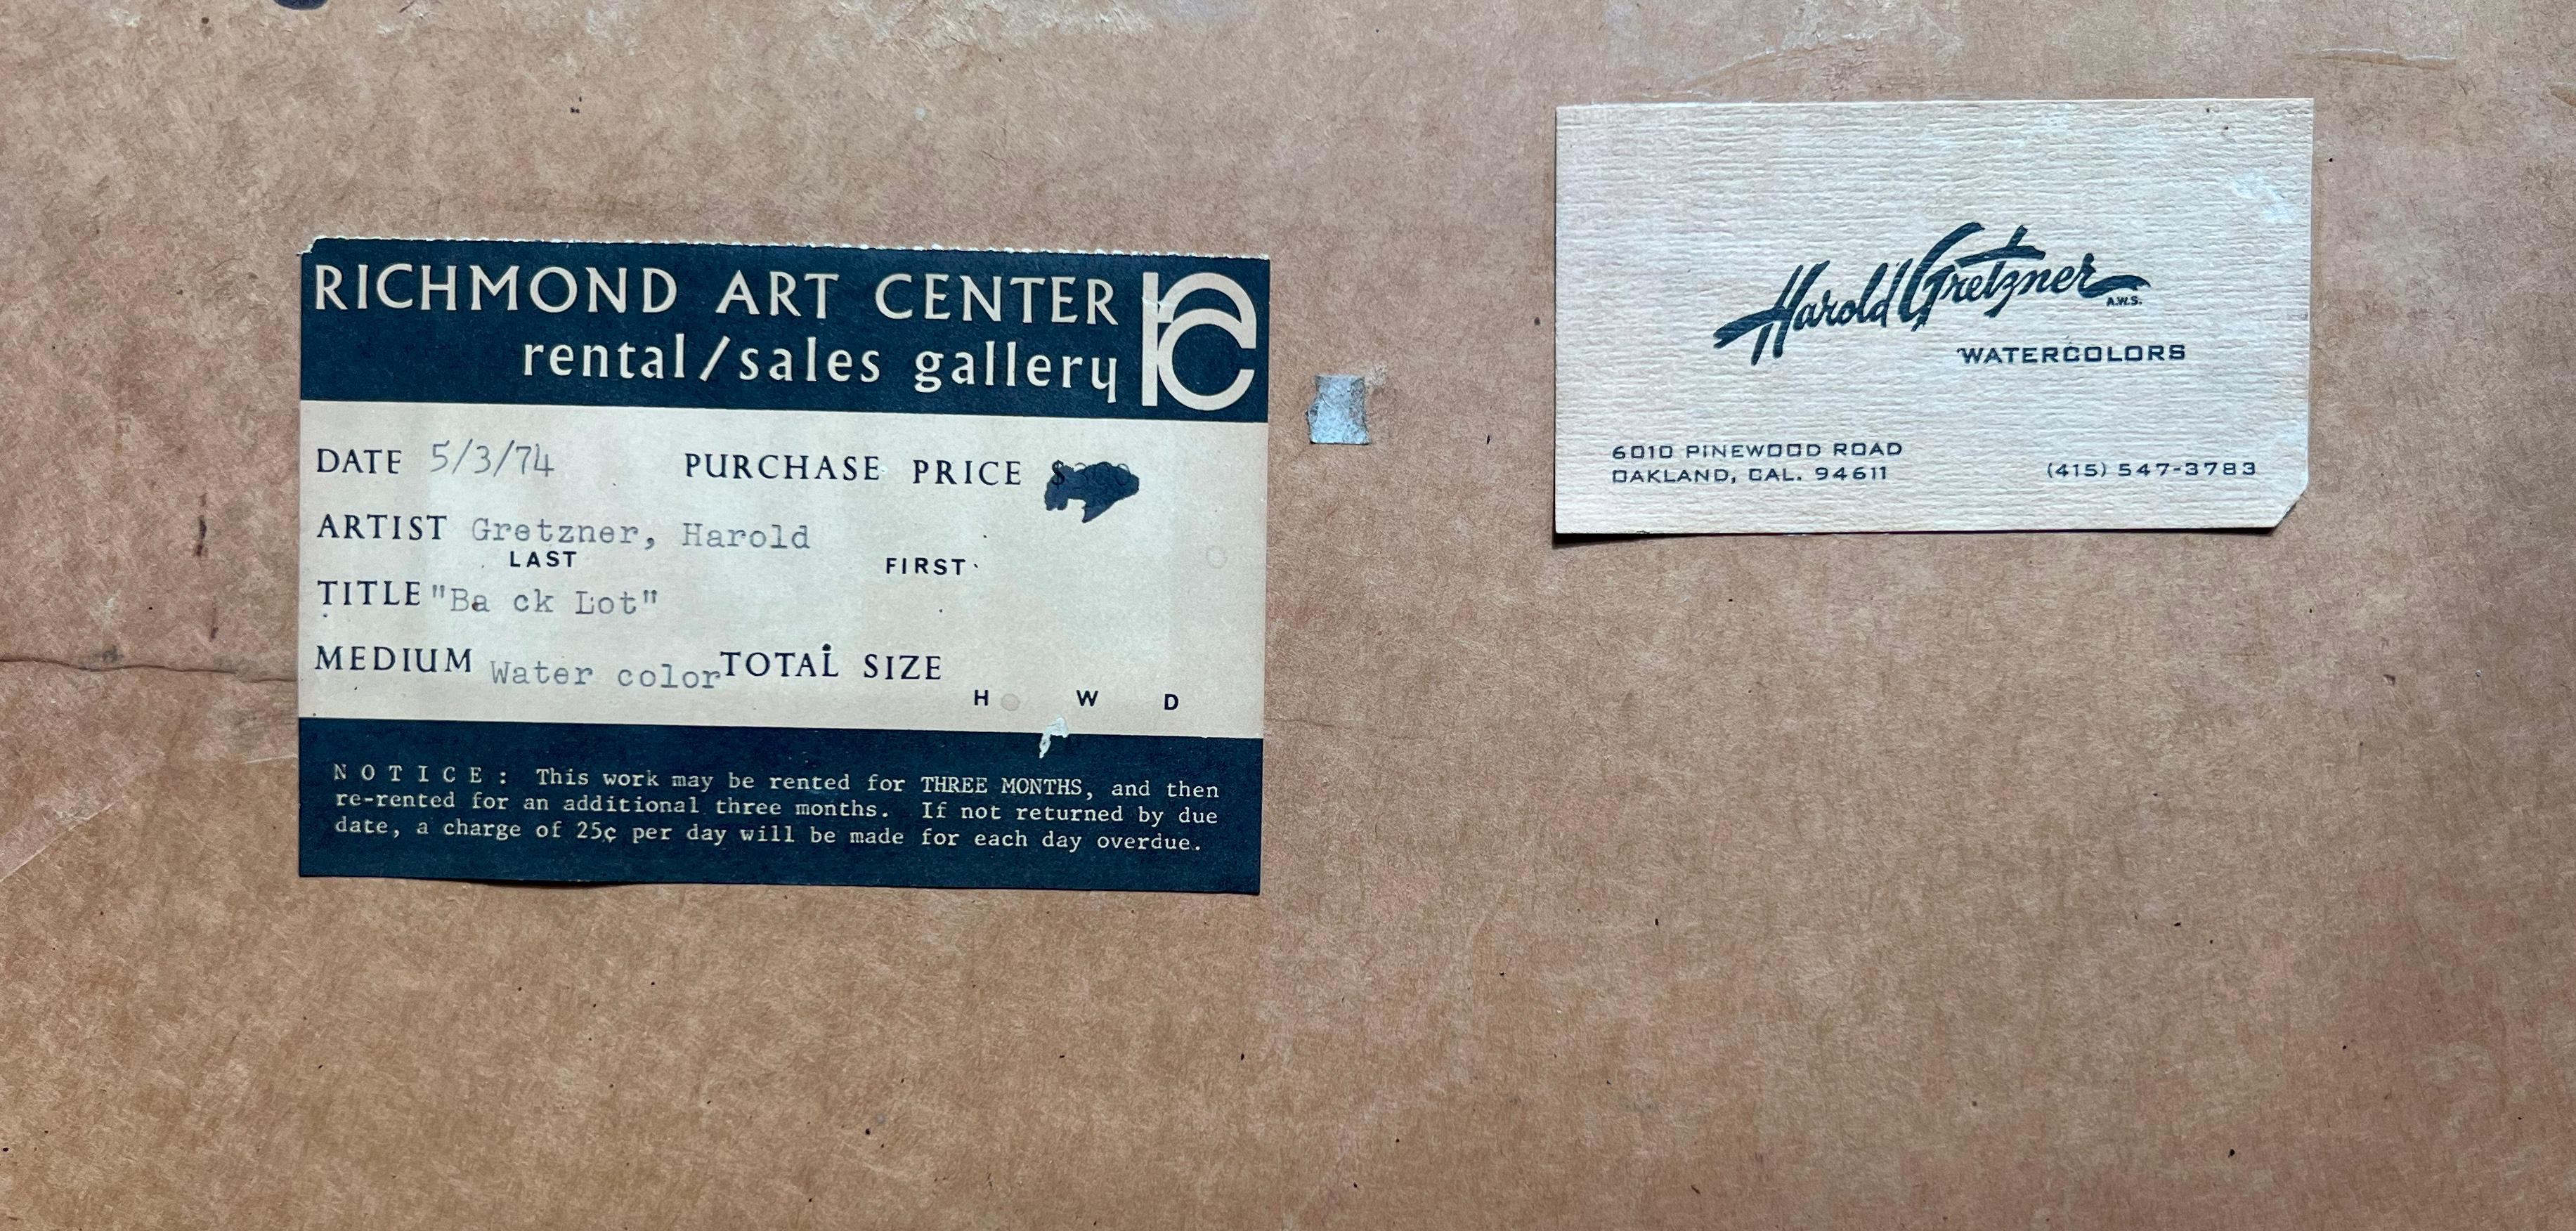 RICHMOND ART CENTER
rental/sales gallery
rac
DATE 5/3/74 PURCHASE PRICE $
ARTIST Gretzner, Harold
LAST FIRST
TITLE "Ba ck Lot"
MEDIUM Water color TOTAL SIZE
H W D
NOTICE: This work may be rented for THREE MONTHS, and then
re-rented for an additional three months. If not returned by due
date, a charge of 25¢ per day will be made for each day overdue.
Harold Gretzner
A.W.S.
WATERCOLORS
6010 PINEWOOD ROAD
OAKLAND, CAL. 94611
(415) 547-3783